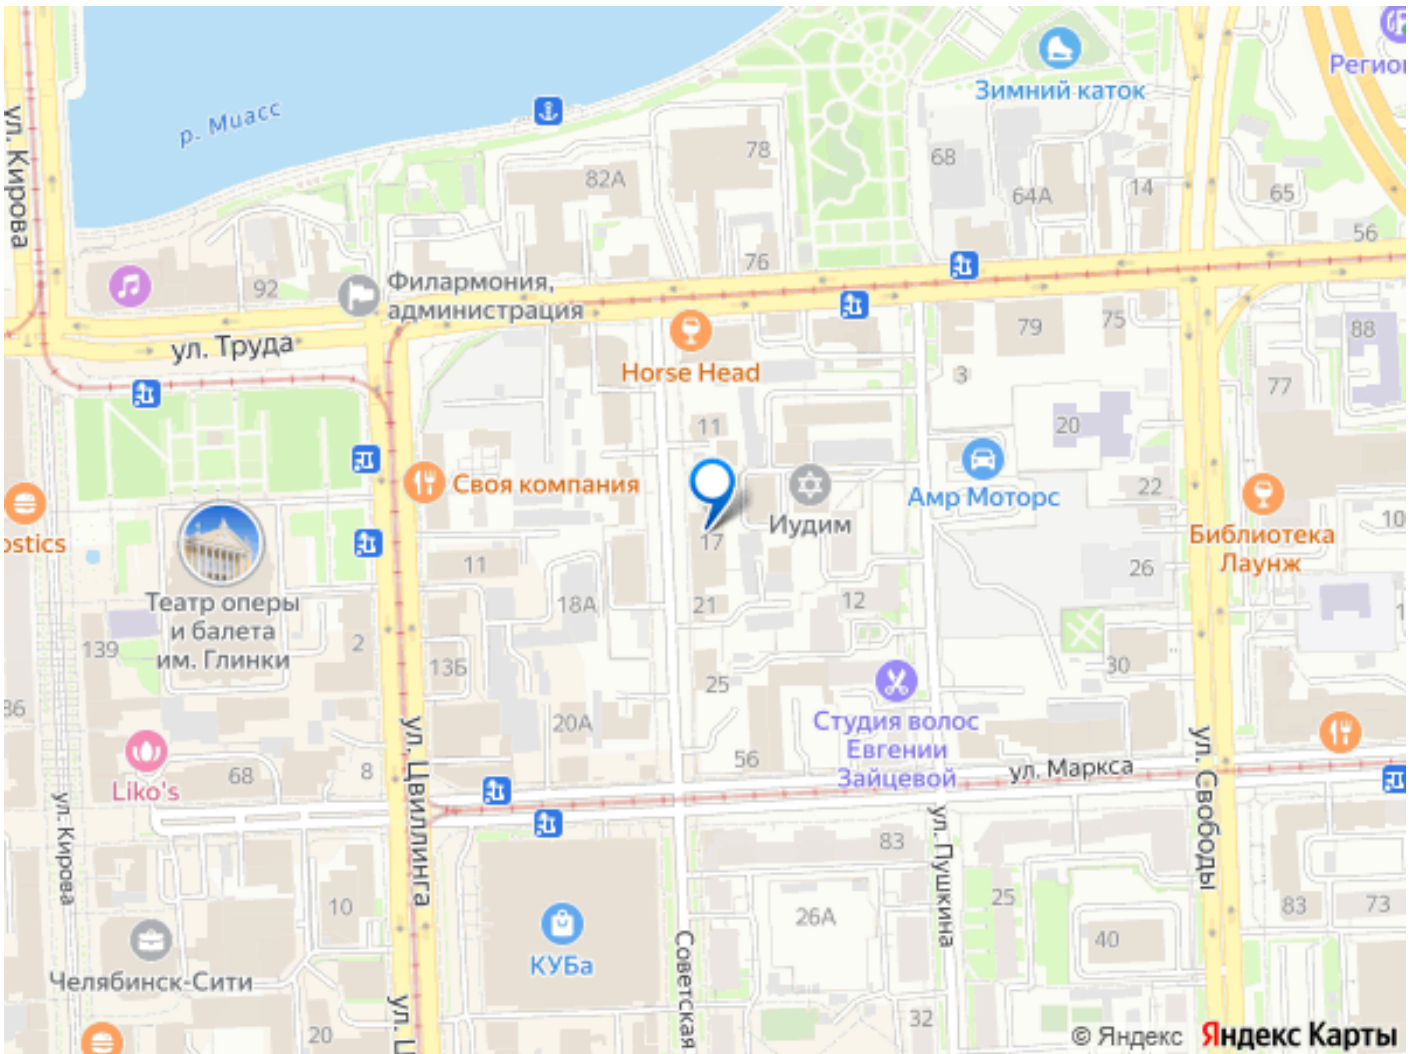 Зимний каток
Регион
р. Миасс
ул. Кирова
78
68
82А
64А
14
65
56
76
Филармония,
администрация
92
ул. Труда
79
75
88
Horse Head
3
77
11
20
Своя компания
Амр Моторс
22
Иудим
Библиотека
Лаунж
10
ostics
17
11
26
Театр оперы
и балета
им. Глинки
18А
21
12
139
2
13Б
30
25
86
20А
Студия волос
Евгении
Зайцевой
ул. Цвиллинга
56
ул. Маркса
ул. Свободы
68
8
Liko's
ул. Кирова
ул. Пушкина
83
10
26А
25
83
73
Советская
40
КУБа
Челябинск-Сити
ул. Ц
20
32
© Яндекс Яндекс Карты